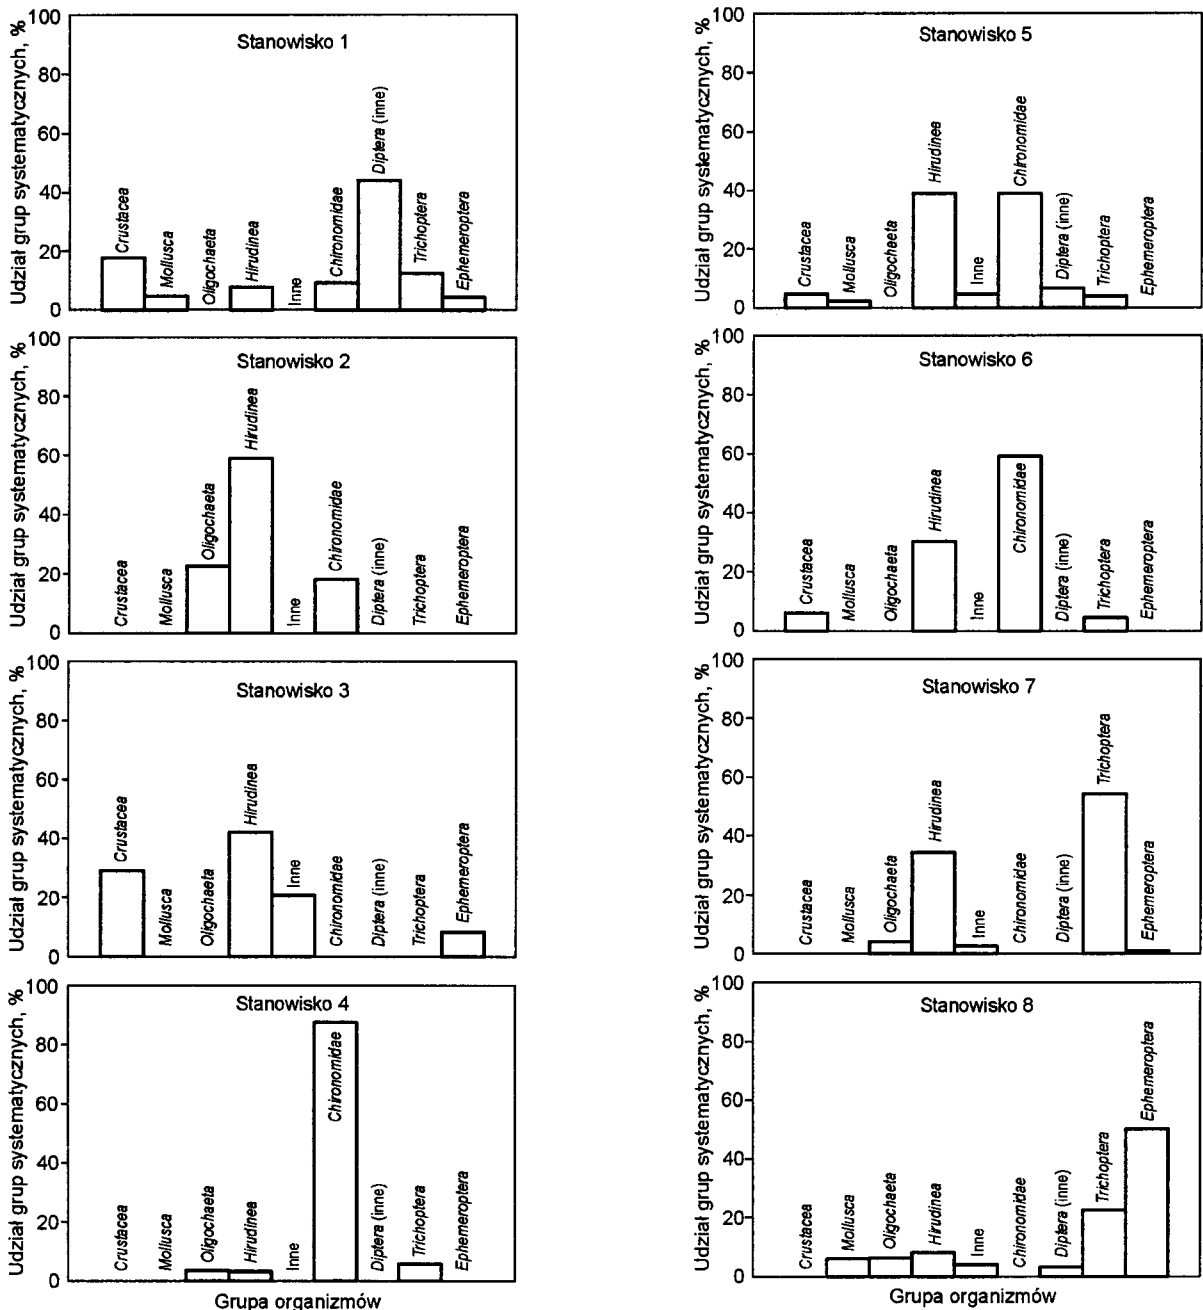 Udział grup systematycznych, %
100
80
60
40
20
0
Stanowisko 1
Crustacea
Mollusca
Oligochaeta
Hirudinea
Inne
Chironomidae
Diptera (inne)
Trichoptera
Ephemeroptera
Udział grup systematycznych, %
100
80
60
40
20
0
Stanowisko 2
Crustacea
Mollusca
Oligochaeta
Hirudinea
Inne
Chironomidae
Diptera (inne)
Trichoptera
Ephemeroptera
Udział grup systematycznych, %
100
80
60
40
20
0
Stanowisko 3
Crustacea
Mollusca
Oligochaeta
Hirudinea
Inne
Chironomidae
Diptera (inne)
Trichoptera
Ephemeroptera
Udział grup systematycznych, %
100
80
60
40
20
0
Stanowisko 4
Crustacea
Mollusca
Oligochaeta
Hirudinea
Inne
Chironomidae
Diptera (inne)
Trichoptera
Ephemeroptera
Grupa organizmów
Udział grup systematycznych, %
100
80
60
40
20
0
Stanowisko 5
Crustacea
Mollusca
Oligochaeta
Hirudinea
Inne
Chironomidae
Diptera (inne)
Trichoptera
Ephemeroptera
Udział grup systematycznych, %
100
80
60
40
20
0
Stanowisko 6
Crustacea
Mollusca
Oligochaeta
Hirudinea
Inne
Chironomidae
Diptera (inne)
Trichoptera
Ephemeroptera
Udział grup systematycznych, %
100
80
60
40
20
0
Stanowisko 7
Crustacea
Mollusca
Oligochaeta
Hirudinea
Inne
Chironomidae
Diptera (inne)
Trichoptera
Ephemeroptera
Udział grup systematycznych, %
100
80
60
40
20
0
Stanowisko 8
Crustacea
Mollusca
Oligochaeta
Hirudinea
Inne
Chironomidae
Diptera (inne)
Trichoptera
Ephemeroptera
Grupa organizmów